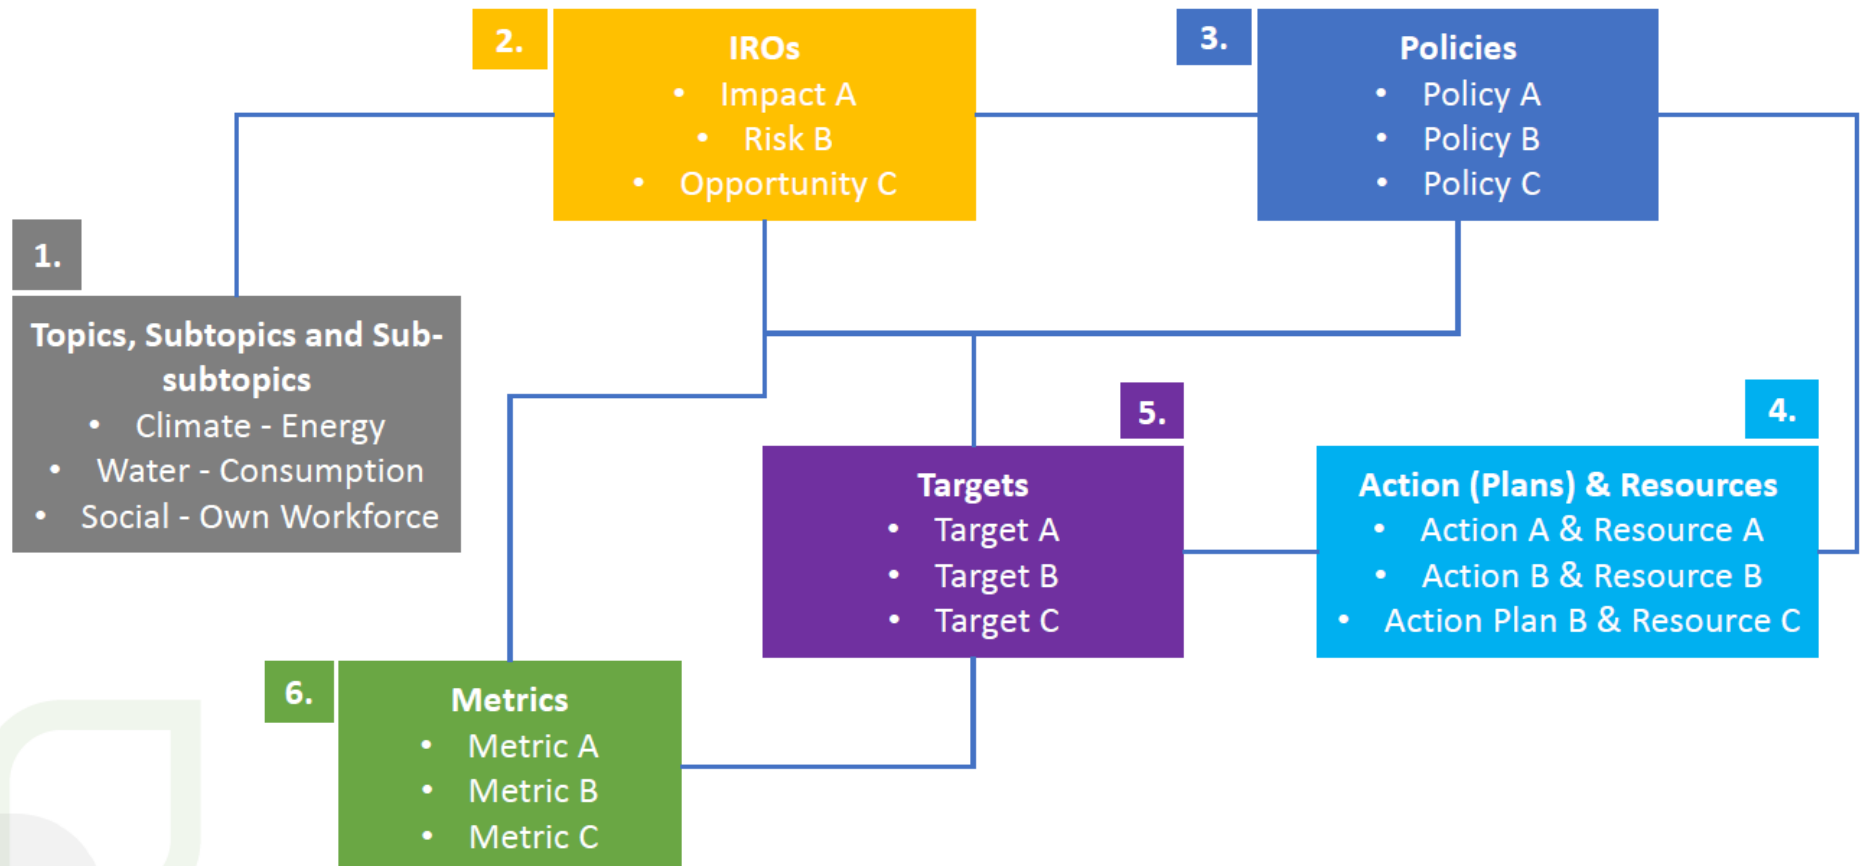 1.
Topics, Subtopics and Sub-
subtopics
• Climate - Energy
• Water - Consumption
• Social - Own Workforce
2.
IROs
• Impact A
• Risk B
• Opportunity C
3.
Policies
• Policy A
• Policy B
• Policy C
4.
Action (Plans) & Resources
• Action A & Resource A
• Action B & Resource B
• Action Plan B & Resource C
5.
Targets
• Target A
• Target B
• Target C
6.
Metrics
• Metric A
• Metric B
• Metric C